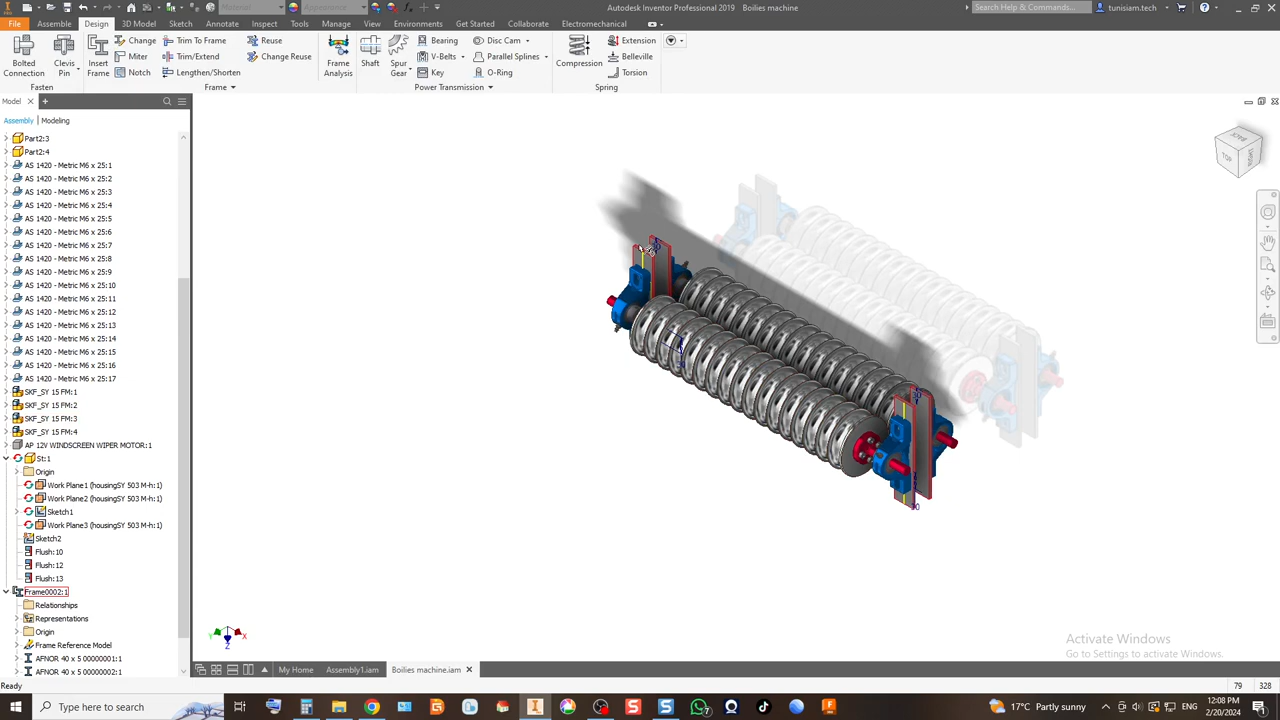 Material
Appearance
Autodesk Inventor Professional 2019 Boilies machine
Search Help & Commands...
tunisiam.tech
File
Assemble
Design
3D Model
Sketch
Annotate
Inspect
Tools
Manage
View
Environments
Get Started
Collaborate
Electromechanical
Bolted Connection
Clevis Pin
Insert Frame
Change
Miter
Notch
Trim To Frame
Trim/Extend
Lengthen/Shorten
Reuse
Change Reuse
Frame Analysis
Shaft
Spur Gear
Bearing
V-Belts
Key
Disc Cam
Parallel Splines
O-Ring
Compression
Extension
Belleville
Torsion
Fasten
Frame
Power Transmission
Spring
Model
Assembly
Modeling
Part2:3
Part2:4
AS 1420 - Metric M6 x 25:1
AS 1420 - Metric M6 x 25:2
AS 1420 - Metric M6 x 25:3
AS 1420 - Metric M6 x 25:4
AS 1420 - Metric M6 x 25:5
AS 1420 - Metric M6 x 25:6
AS 1420 - Metric M6 x 25:7
AS 1420 - Metric M6 x 25:8
AS 1420 - Metric M6 x 25:9
AS 1420 - Metric M6 x 25:10
AS 1420 - Metric M6 x 25:11
AS 1420 - Metric M6 x 25:12
AS 1420 - Metric M6 x 25:13
AS 1420 - Metric M6 x 25:14
AS 1420 - Metric M6 x 25:15
AS 1420 - Metric M6 x 25:16
AS 1420 - Metric M6 x 25:17
SKF_SY 15 FM:1
SKF_SY 15 FM:2
SKF_SY 15 FM:3
SKF_SY 15 FM:4
AP 12V WINDSCREEN WIPER MOTOR:1
St:1
Origin
Work Plane1 (housingSY 503 M-h:1)
Work Plane2 (housingSY 503 M-h:1)
Sketch1
Work Plane3 (housingSY 503 M-h:1)
Sketch2
Flush:10
Flush:12
Flush:13
Frame0002:1
Relationships
Representations
Origin
Frame Reference Model
AFNOR 40 x 5 00000001:1
AFNOR 40 x 5 00000002:1
BACK
TOP
RIGHT
30
Y
X
Z
Activate Windows
Go to Settings to activate Windows.
My Home
Assembly1.iam
Boilies machine.iam
Ready
79
328
Type here to search
17°C Partly sunny
12:08 PM
2/20/2024